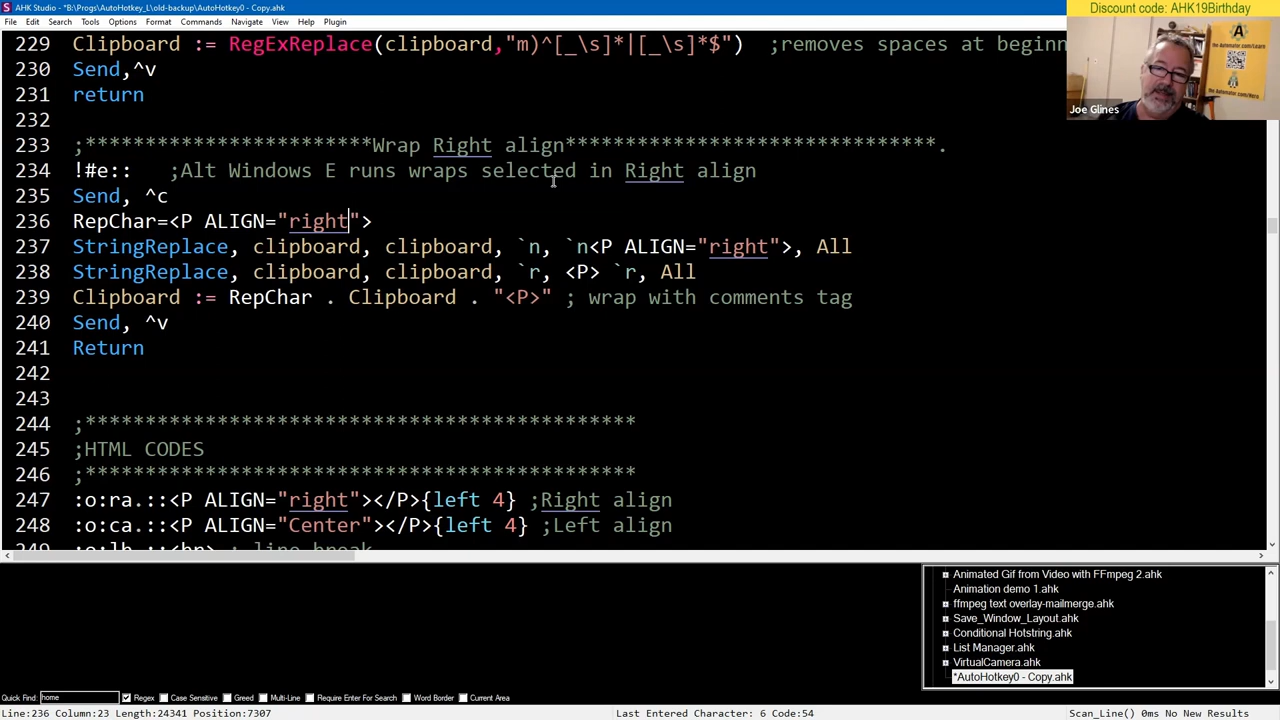 AHK Studio - *B:\Progs\AutoHotkey_L\old-backup\AutoHotkey0 - Copy.ahk
File Edit Search Tools Options Format Commands Navigate View Help Plugin
Discount code: AHK19Birthday
Joe Glines
229 Clipboard := RegExReplace(clipboard,"m)^[_\s]*|[_\s]*$") ;removes spaces at beginn
230 Send,^v
231 return
232
233 ;************************Wrap Right align*******************************.
234 !#e:: ;Alt Windows E runs wraps selected in Right align
235 Send, ^c
236 RepChar=<P ALIGN="right">
237 StringReplace, clipboard, clipboard, `n, `n<P ALIGN="right">, All
238 StringReplace, clipboard, clipboard, `r, <P> `r, All
239 Clipboard := RepChar . Clipboard . "<P>" ; wrap with comments tag
240 Send, ^v
241 Return
242
243
244 ;**********************************************
245 ;HTML CODES
246 ;**********************************************
247 :o:ra.::<P ALIGN="right"></P>{left 4} ;Right align
248 :o:ca.::<P ALIGN="Center"></P>{left 4} ;Left align
249 :o:lb.::<br> ; line break
Animated Gif from Video with FFmpeg 2.ahk
Animation demo 1.ahk
ffmpeg text overlay-mailmerge.ahk
Save_Window_Layout.ahk
Conditional Hotstring.ahk
List Manager.ahk
VirtualCamera.ahk
*AutoHotkey0 - Copy.ahk
Quick Find: home Regex Case Sensitive Greed Multi-Line Require Enter For Search Word Border Current Area
Line:236 Column:23 Length:24341 Position:7307 Last Entered Character: 6 Code:54 Scan_Line() 0ms No New Results